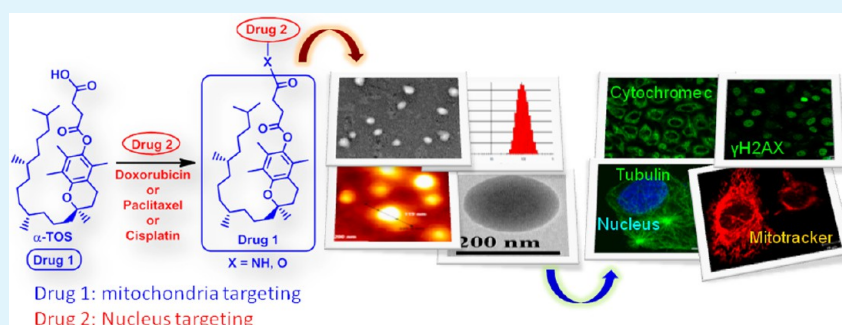 HO
O
O
O
O
α-TOS
Drug 1
Drug 2
Doxorubicin
or
Paclitaxel
or
Cisplatin
Drug 2
X
O
O
O
O
Drug 1
X = NH, O
200 nm
Cytochromec
γH2AX
Tubulin
Nucleus
Mitotracker
Drug 1: mitochondria targeting
Drug 2: Nucleus targeting